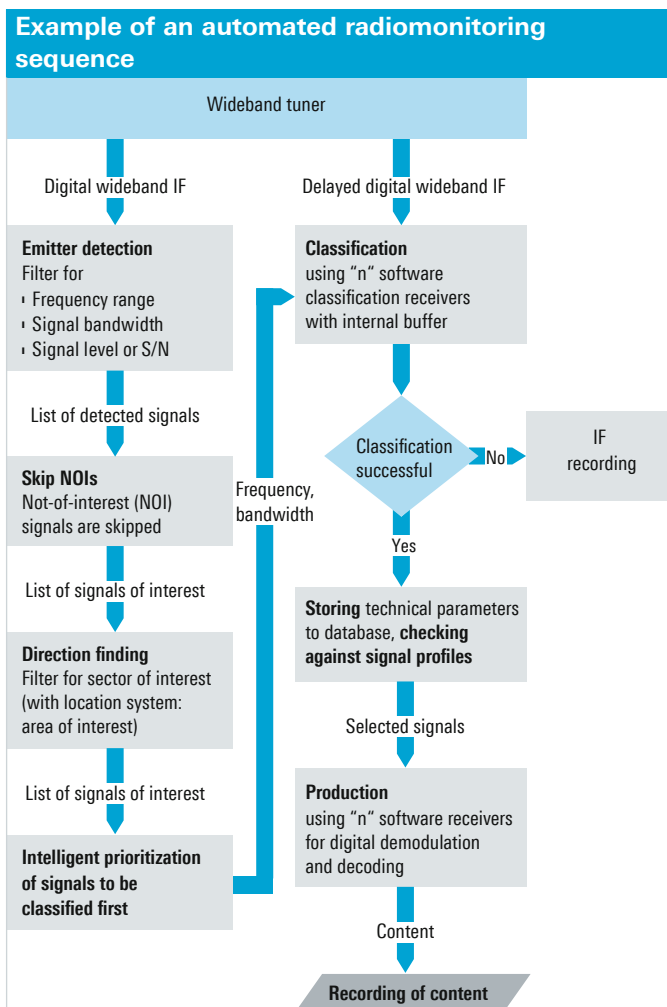 Example of an automated radiomonitoring
sequence
Wideband tuner
Digital wideband IF
Emitter detection
Filter for
Frequency range
Signal bandwidth
Signal level or S/N
List of detected signals
Skip NOIs
Not-of-interest (NOI)
signals are skipped
List of signals of interest
Direction finding
Filter for sector of interest
(with location system:
area of interest)
List of signals of interest
Intelligent prioritization
of signals to be
classified first
Frequency,
bandwidth
Delayed digital wideband IF
Classification
using “n“ software
classification receivers
with internal buffer
Classification
successful
No
IF
recording
Yes
Storing technical parameters
to database, checking
against signal profiles
Selected signals
Production
using “n“ software receivers
for digital demodulation
and decoding
Content
Recording of content